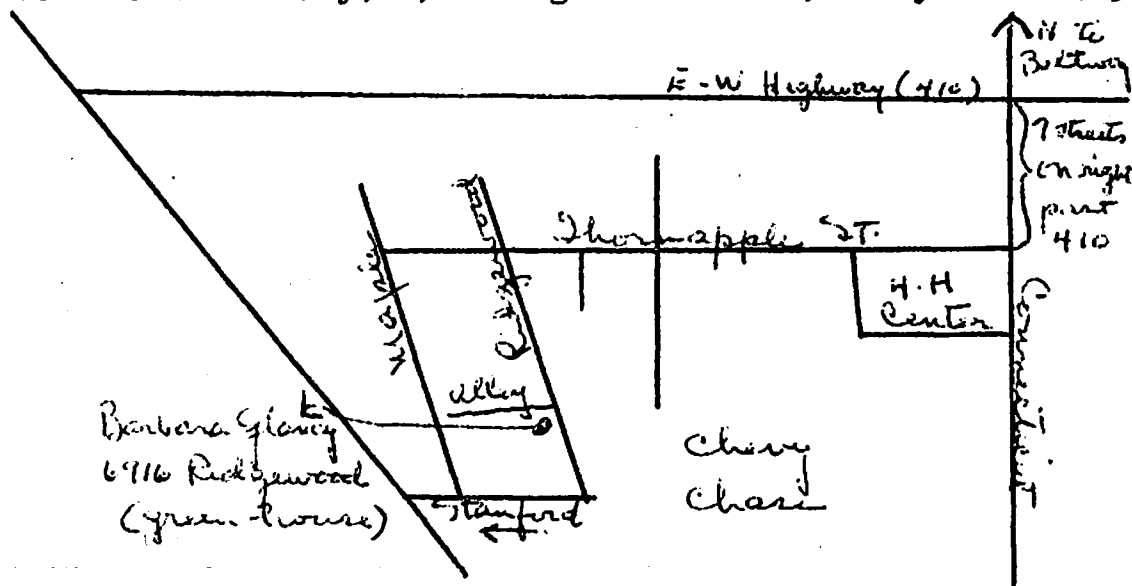 N to
Beltway
E-W Highway (410)
7 streets
on right
past
410
Thornapple ST.
Ridgewood
4-H
Center
Connecticut
alley
Barbara Glancy
6916 Ridgewood
(green house)
Chevy
Chase
Stanford